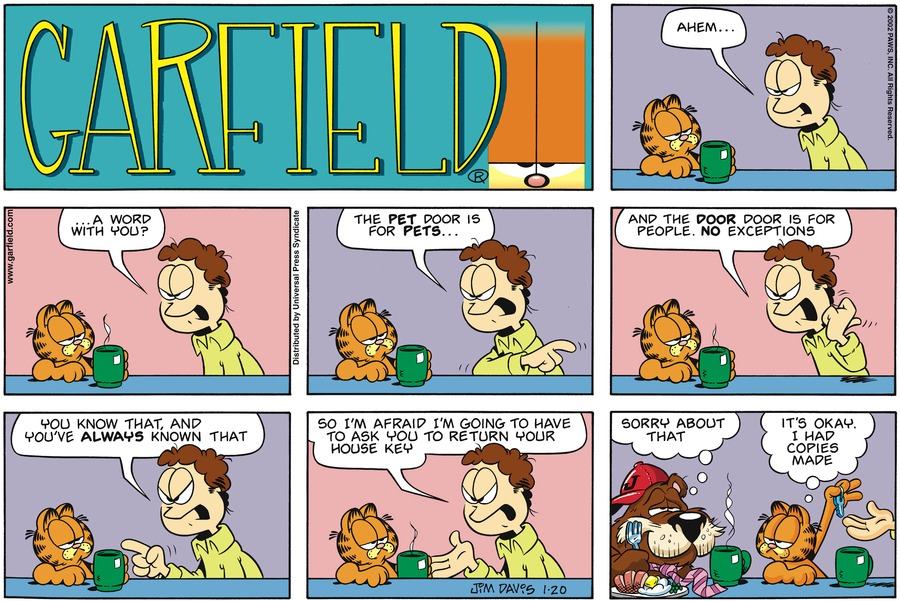 GARFIELD
®
AHEM...
© 2002 PAWS, INC. All Rights Reserved.
www.garfield.com
...A WORD
WITH YOU?
Distributed by Universal Press Syndicate
THE PET DOOR IS
FOR PETS...
AND THE DOOR DOOR IS FOR
PEOPLE. NO EXCEPTIONS
YOU KNOW THAT, AND
YOU'VE ALWAYS KNOWN THAT
SO I'M AFRAID I'M GOING TO HAVE
TO ASK YOU TO RETURN YOUR
HOUSE KEY
JIM DAVIS 1·20
SORRY ABOUT
THAT
IT'S OKAY.
I HAD
COPIES
MADE